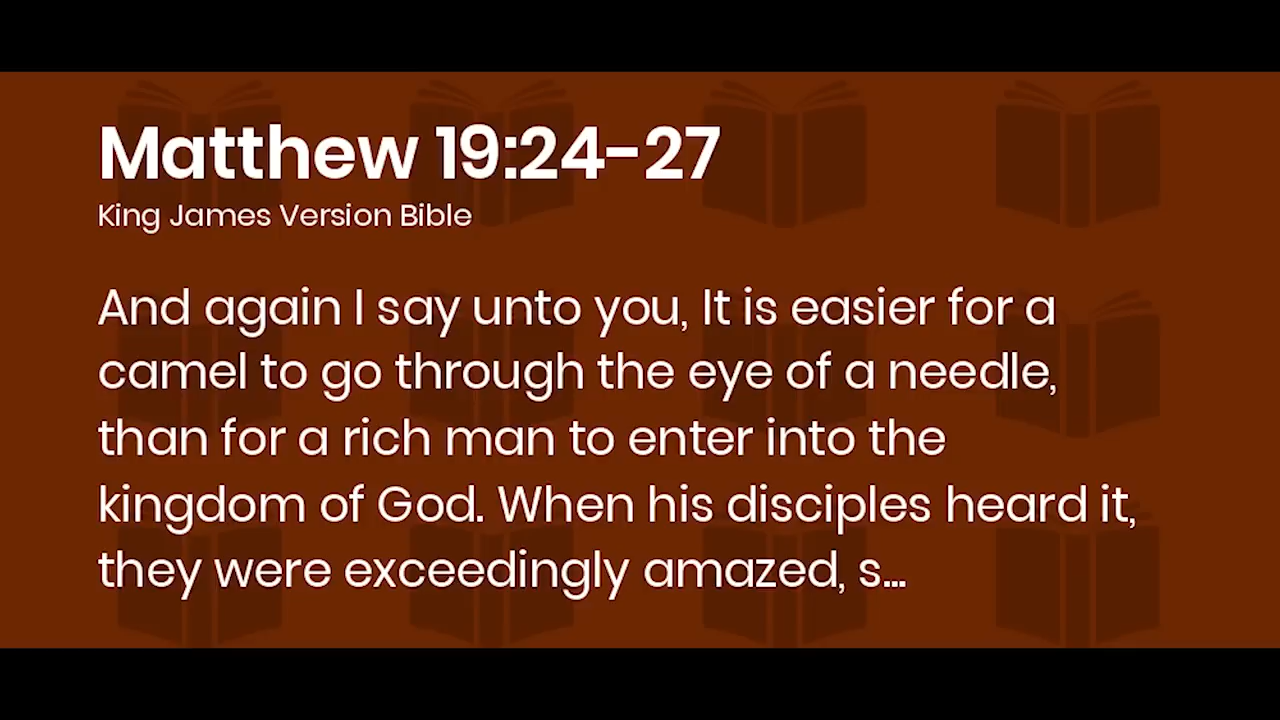 Matthew 19:24-27
King James Version Bible
And again I say unto you, It is easier for a
camel to go through the eye of a needle,
than for a rich man to enter into the
kingdom of God. When his disciples heard it,
they were exceedingly amazed, s...